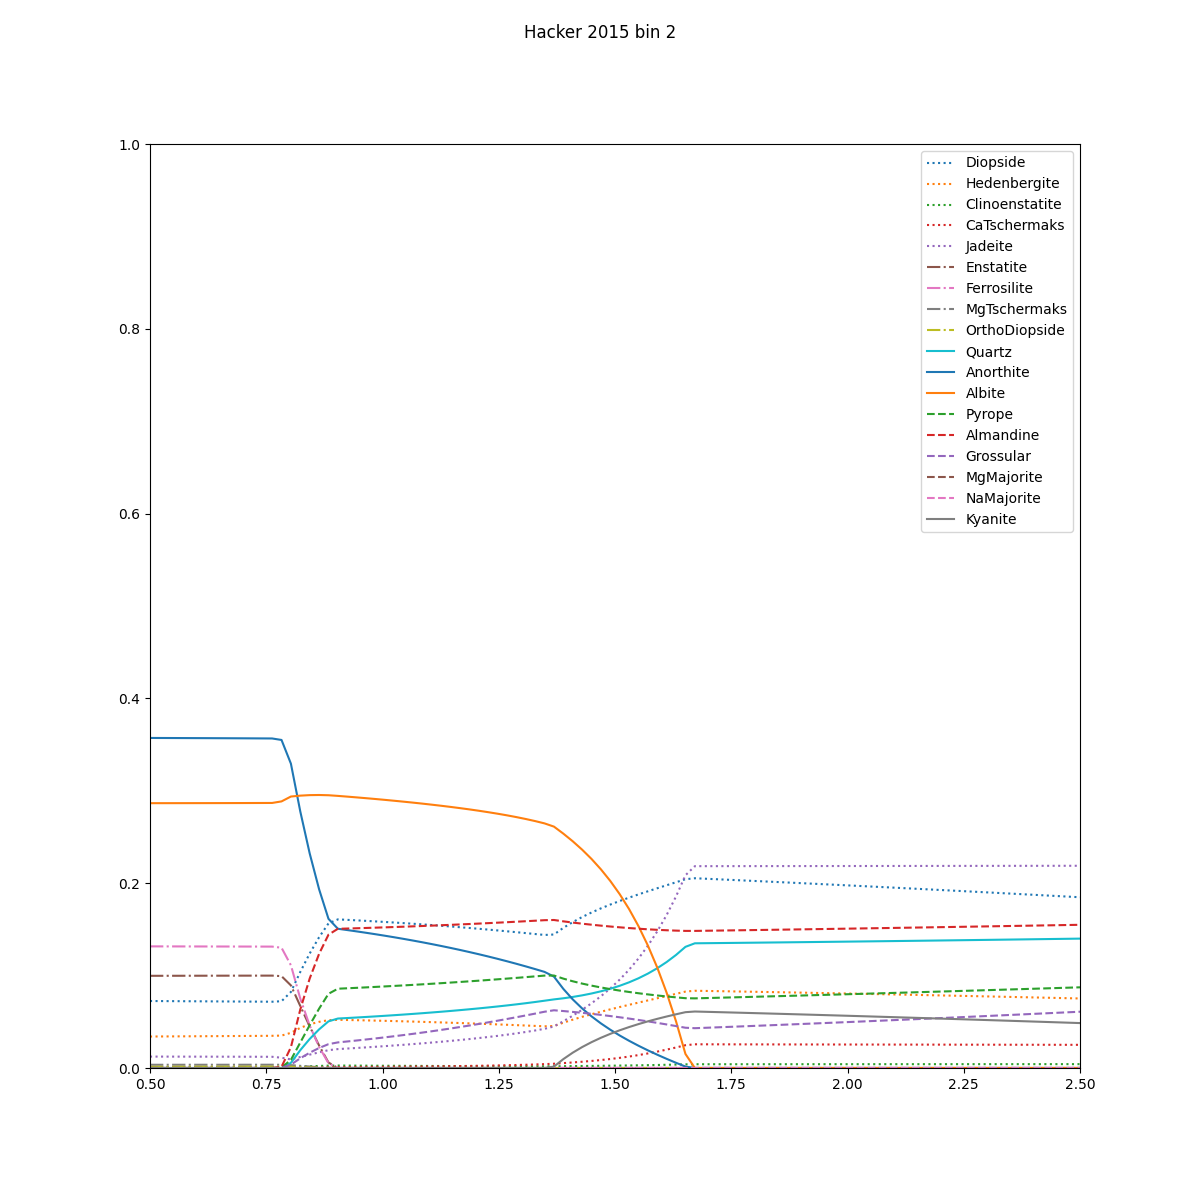 Hacker 2015 bin 2
1.0
0.8
0.6
0.4
0.2
0.0
0.50 0.75 1.00 1.25 1.50 1.75 2.00 2.25 2.50
Diopside
Hedenbergite
Clinoenstatite
CaTschermaks
Jadeite
Enstatite
Ferrosilite
MgTschermaks
OrthoDiopside
Quartz
Anorthite
Albite
Pyrope
Almandine
Grossular
MgMajorite
NaMajorite
Kyanite